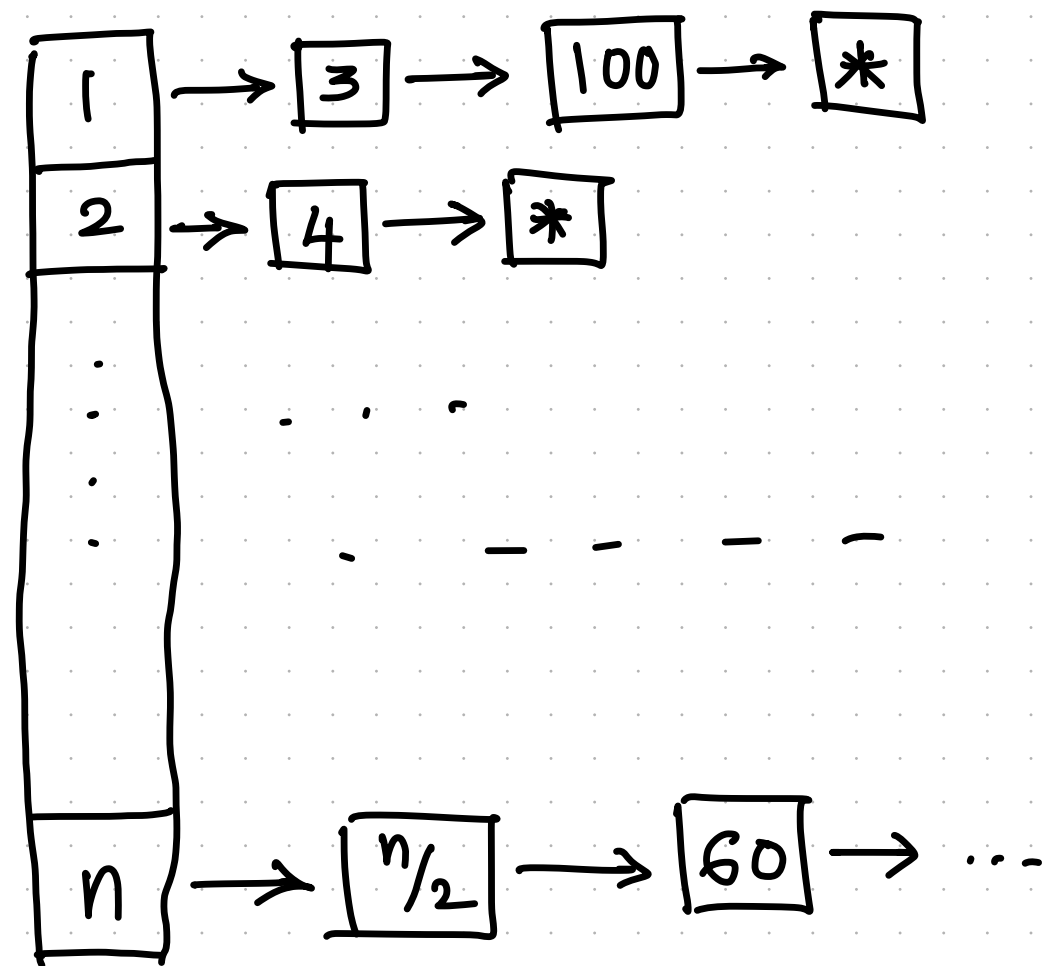 1 → 3 → 100 → *
2 → 4 → *
n → n/2 → 60 → ...